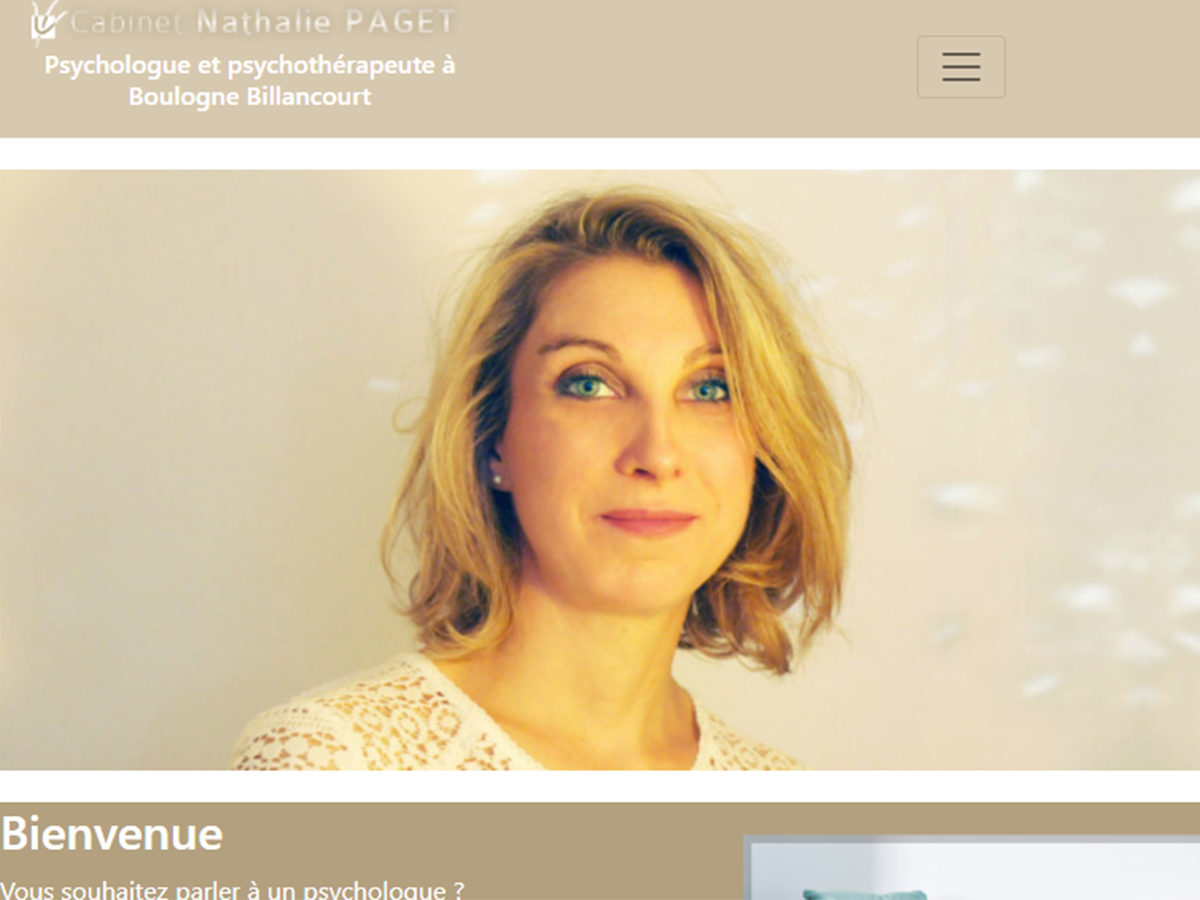 Cabinet Nathalie PAGET
Psychologue et psychothérapeute à
Boulogne Billancourt
Bienvenue
Vous souhaitez parler à un psychologue ?